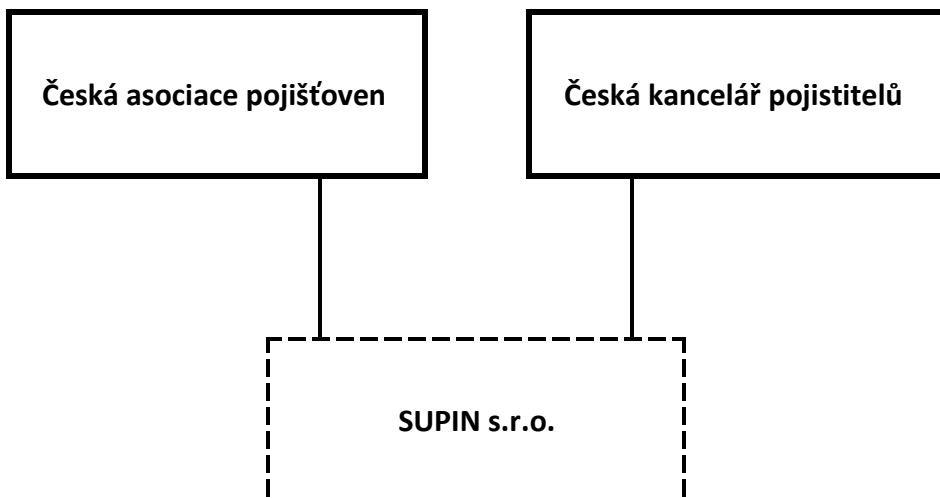 Česká asociace pojišťoven
Česká kancelář pojistitelů
SUPIN s.r.o.